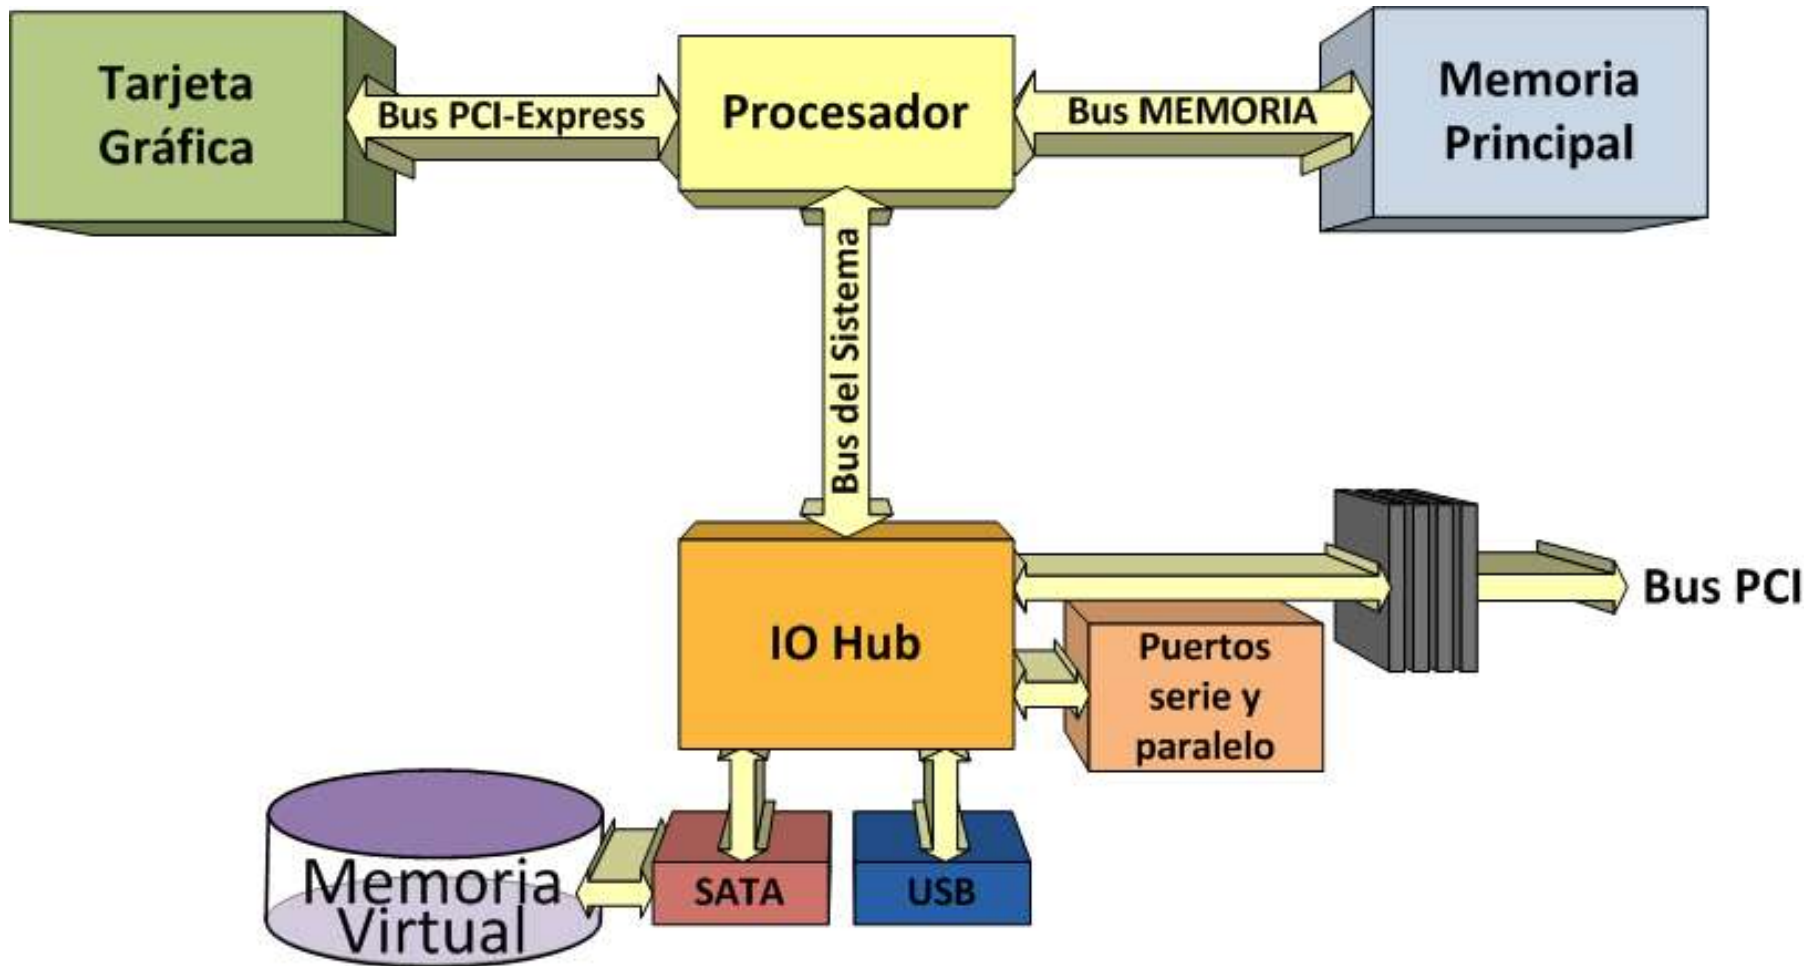 Tarjeta
Gráfica
Bus PCI-Express
Procesador
Bus MEMORIA
Memoria
Principal
Bus del Sistema
IO Hub
Bus PCI
Puertos
serie y
paralelo
Memoria
Virtual
SATA
USB